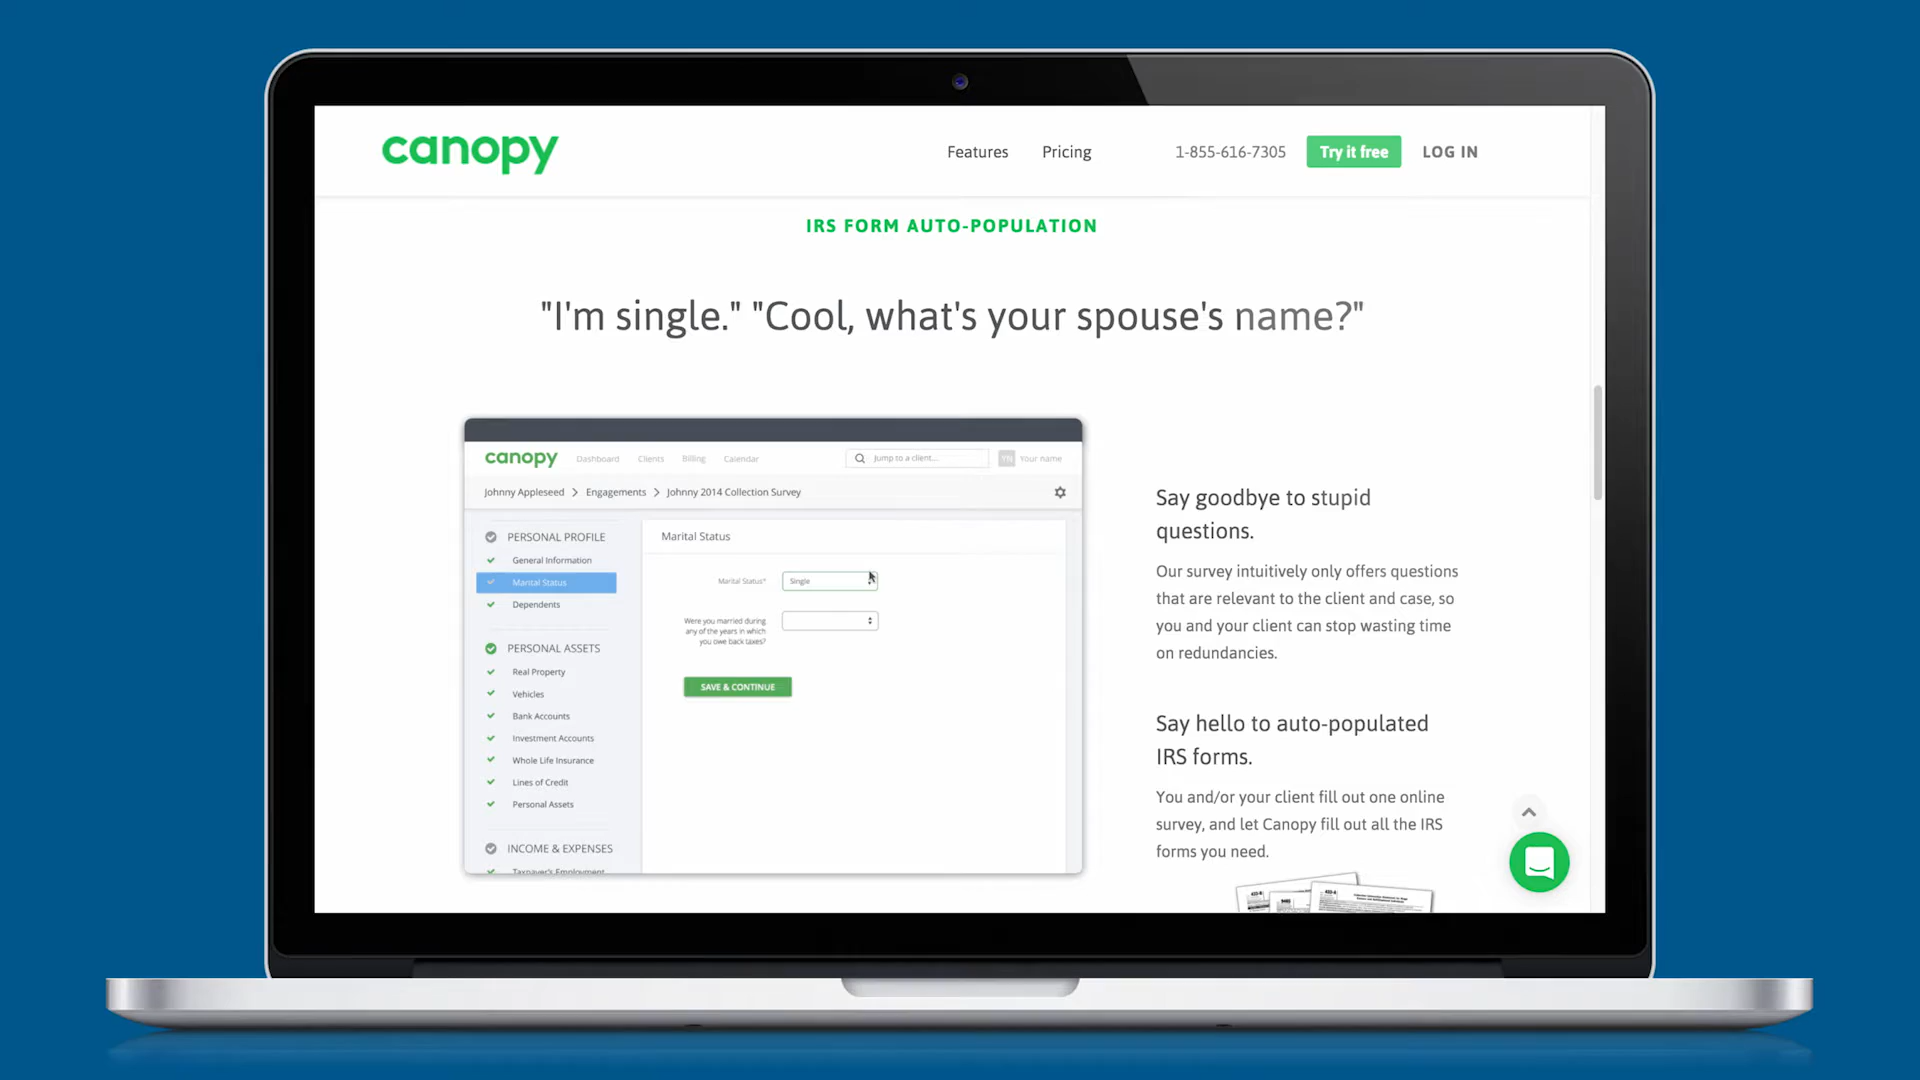 canopy
Features
Pricing
1-855-616-7305
Try it free
LOG IN
IRS FORM AUTO-POPULATION
"I'm single." "Cool, what's your spouse's name?"
canopy
Dashboard
Clients
Billing
Calendar
Jump to a client...
YN
Your name
Johnny Appleseed > Engagements > Johnny 2014 Collection Survey
PERSONAL PROFILE
General Information
Marital Status
Dependents
PERSONAL ASSETS
Real Property
Vehicles
Bank Accounts
Investment Accounts
Whole Life Insurance
Lines of Credit
Personal Assets
INCOME & EXPENSES
Taxpayer's Employment
Marital Status
Marital Status*
Single
Were you married during
any of the years in which
you owe back taxes?
SAVE & CONTINUE
Say goodbye to stupid
questions.
Our survey intuitively only offers questions
that are relevant to the client and case, so
you and your client can stop wasting time
on redundancies.
Say hello to auto-populated
IRS forms.
You and/or your client fill out one online
survey, and let Canopy fill out all the IRS
forms you need.